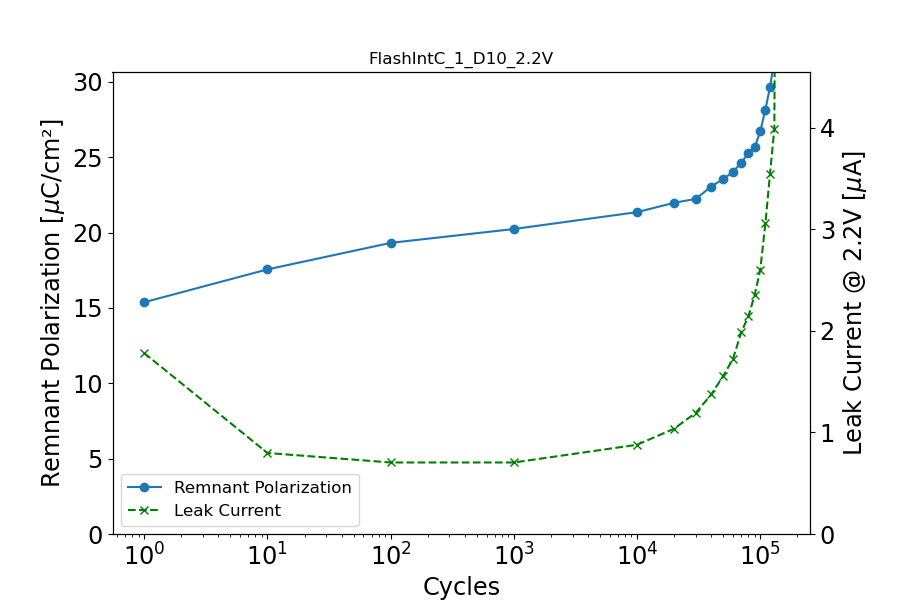 FlashIntC_1_D10_2.2V
Remnant Polarization [μC/cm²]
30
25
20
15
10
5
0
Leak Current @ 2.2V [μA]
4
3
2
1
0
Remnant Polarization
Leak Current
10⁰ 10¹ 10² 10³ 10⁴ 10⁵
Cycles